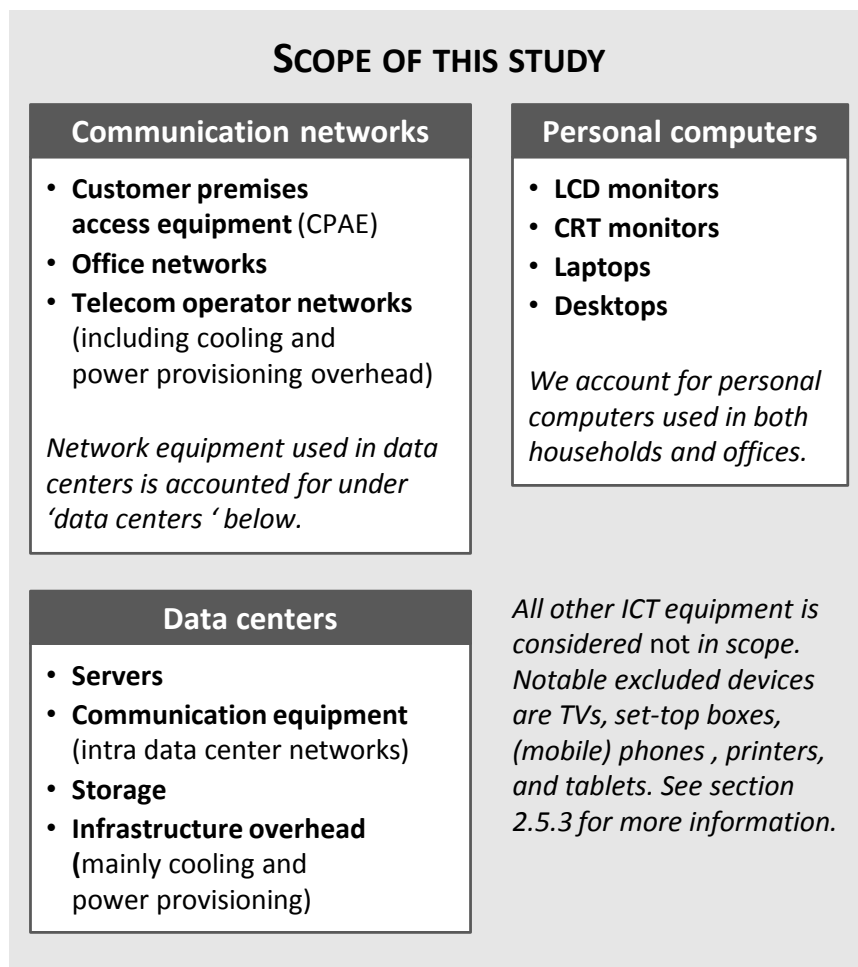 SCOPE OF THIS STUDY
Communication networks
• Customer premises
access equipment (CPAE)
• Office networks
• Telecom operator networks
(including cooling and
power provisioning overhead)
Network equipment used in data
centers is accounted for under
‘data centers ‘ below.
Personal computers
• LCD monitors
• CRT monitors
• Laptops
• Desktops
We account for personal
computers used in both
households and offices.
Data centers
• Servers
• Communication equipment
(intra data center networks)
• Storage
• Infrastructure overhead
(mainly cooling and
power provisioning)
All other ICT equipment is
considered not in scope.
Notable excluded devices
are TVs, set-top boxes,
(mobile) phones , printers,
and tablets. See section
2.5.3 for more information.